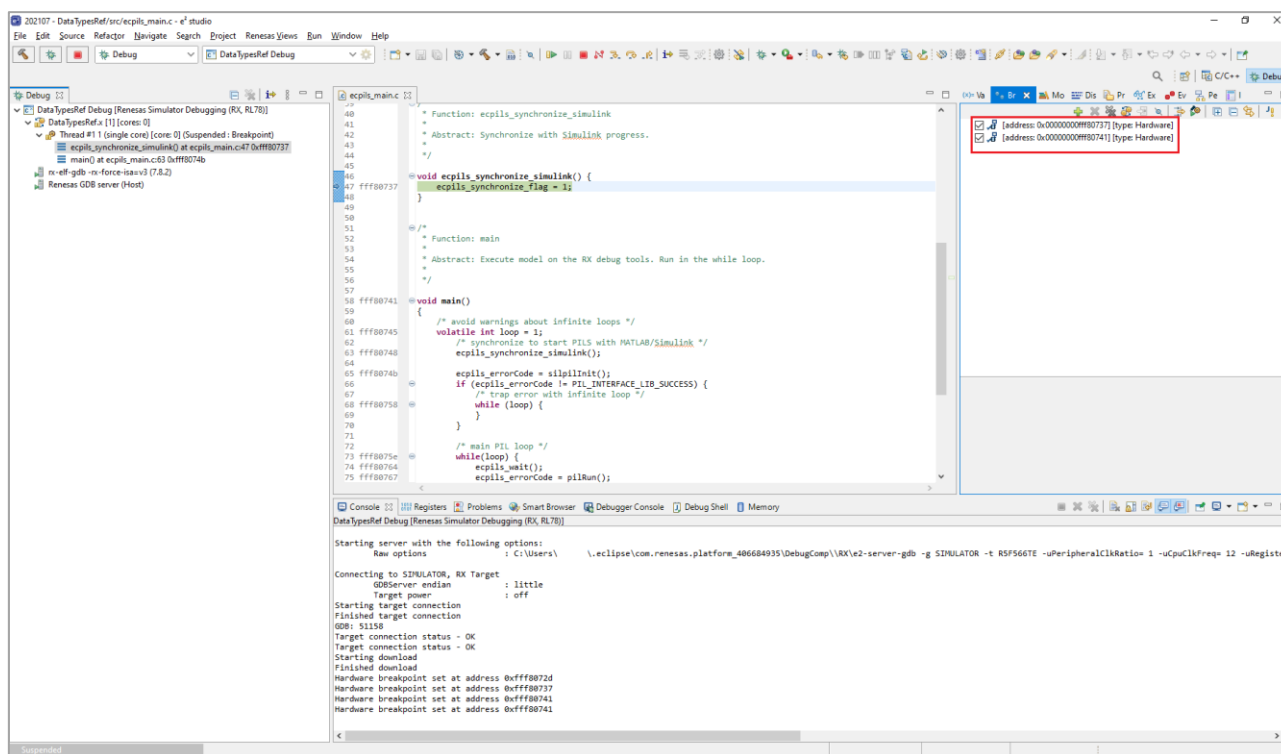 202107 - DataTypesRef/src/ecpils_main.c - e² studio
File Edit Source Refactor Navigate Search Project Renesas Views Run Window Help
Debug
DataTypesRef Debug
C/C++
Debu
Debug
DataTypesRef Debug [Renesas Simulator Debugging (RX, RL78)]
DataTypesRef.x [1] [cores: 0]
Thread #1 1 (single core) [core: 0] (Suspended : Breakpoint)
ecpils_synchronize_simulink() at ecpils_main.c:47 0xfff80737
main() at ecpils_main.c:63 0xfff8074b
rx-elf-gdb -rx-force-isa=v3 (7.8.2)
Renesas GDB server (Host)
ecpils_main.c
39
40 * Function: ecpils_synchronize_simulink
41 *
42 * Abstract: Synchronize with Simulink progress.
43 *
44 */
45
46 void ecpils_synchronize_simulink() {
47 fff80737 ecpils_synchronize_flag = 1;
48 }
49
50
51 /*
52 * Function: main
53 *
54 * Abstract: Execute model on the RX debug tools. Run in the while loop.
55 *
56 */
57
58 fff80741 void main()
59 {
60 /* avoid warnings about infinite loops */
61 fff80745 volatile int loop = 1;
62 /* synchronize to start PILS with MATLAB/Simulink */
63 fff80748 ecpils_synchronize_simulink();
64
65 fff8074b ecpils_errorCode = silpilInit();
66 if (ecpils_errorCode != PIL_INTERFACE_LIB_SUCCESS) {
67 /* trap error with infinite loop */
68 fff80758 while (loop) {
69 }
70 }
71
72 /* main PIL loop */
73 fff8075e while(loop) {
74 fff80764 ecpils_wait();
75 fff80767 ecpils_errorCode = pilRun();
Va Br Mo Dis Pr Ex Ev Pe I
[address: 0x00000000fff80737] [type: Hardware]
[address: 0x00000000fff80741] [type: Hardware]
Console Registers Problems Smart Browser Debugger Console Debug Shell Memory
DataTypesRef Debug [Renesas Simulator Debugging (RX, RL78)]
Starting server with the following options:
Raw options : C:\Users\ \.eclipse\com.renesas.platform_406684935\DebugComp\\RX\e2-server-gdb -g SIMULATOR -t R5F566TE -uPeripheralClkRatio= 1 -uCpuClkFreq= 12 -uRegiste
Connecting to SIMULATOR, RX Target
GDBServer endian : little
Target power : off
Starting target connection
Finished target connection
GDB: 51158
Target connection status - OK
Target connection status - OK
Starting download
Finished download
Hardware breakpoint set at address 0xfff8072d
Hardware breakpoint set at address 0xfff80737
Hardware breakpoint set at address 0xfff80741
Hardware breakpoint set at address 0xfff80741
Suspended